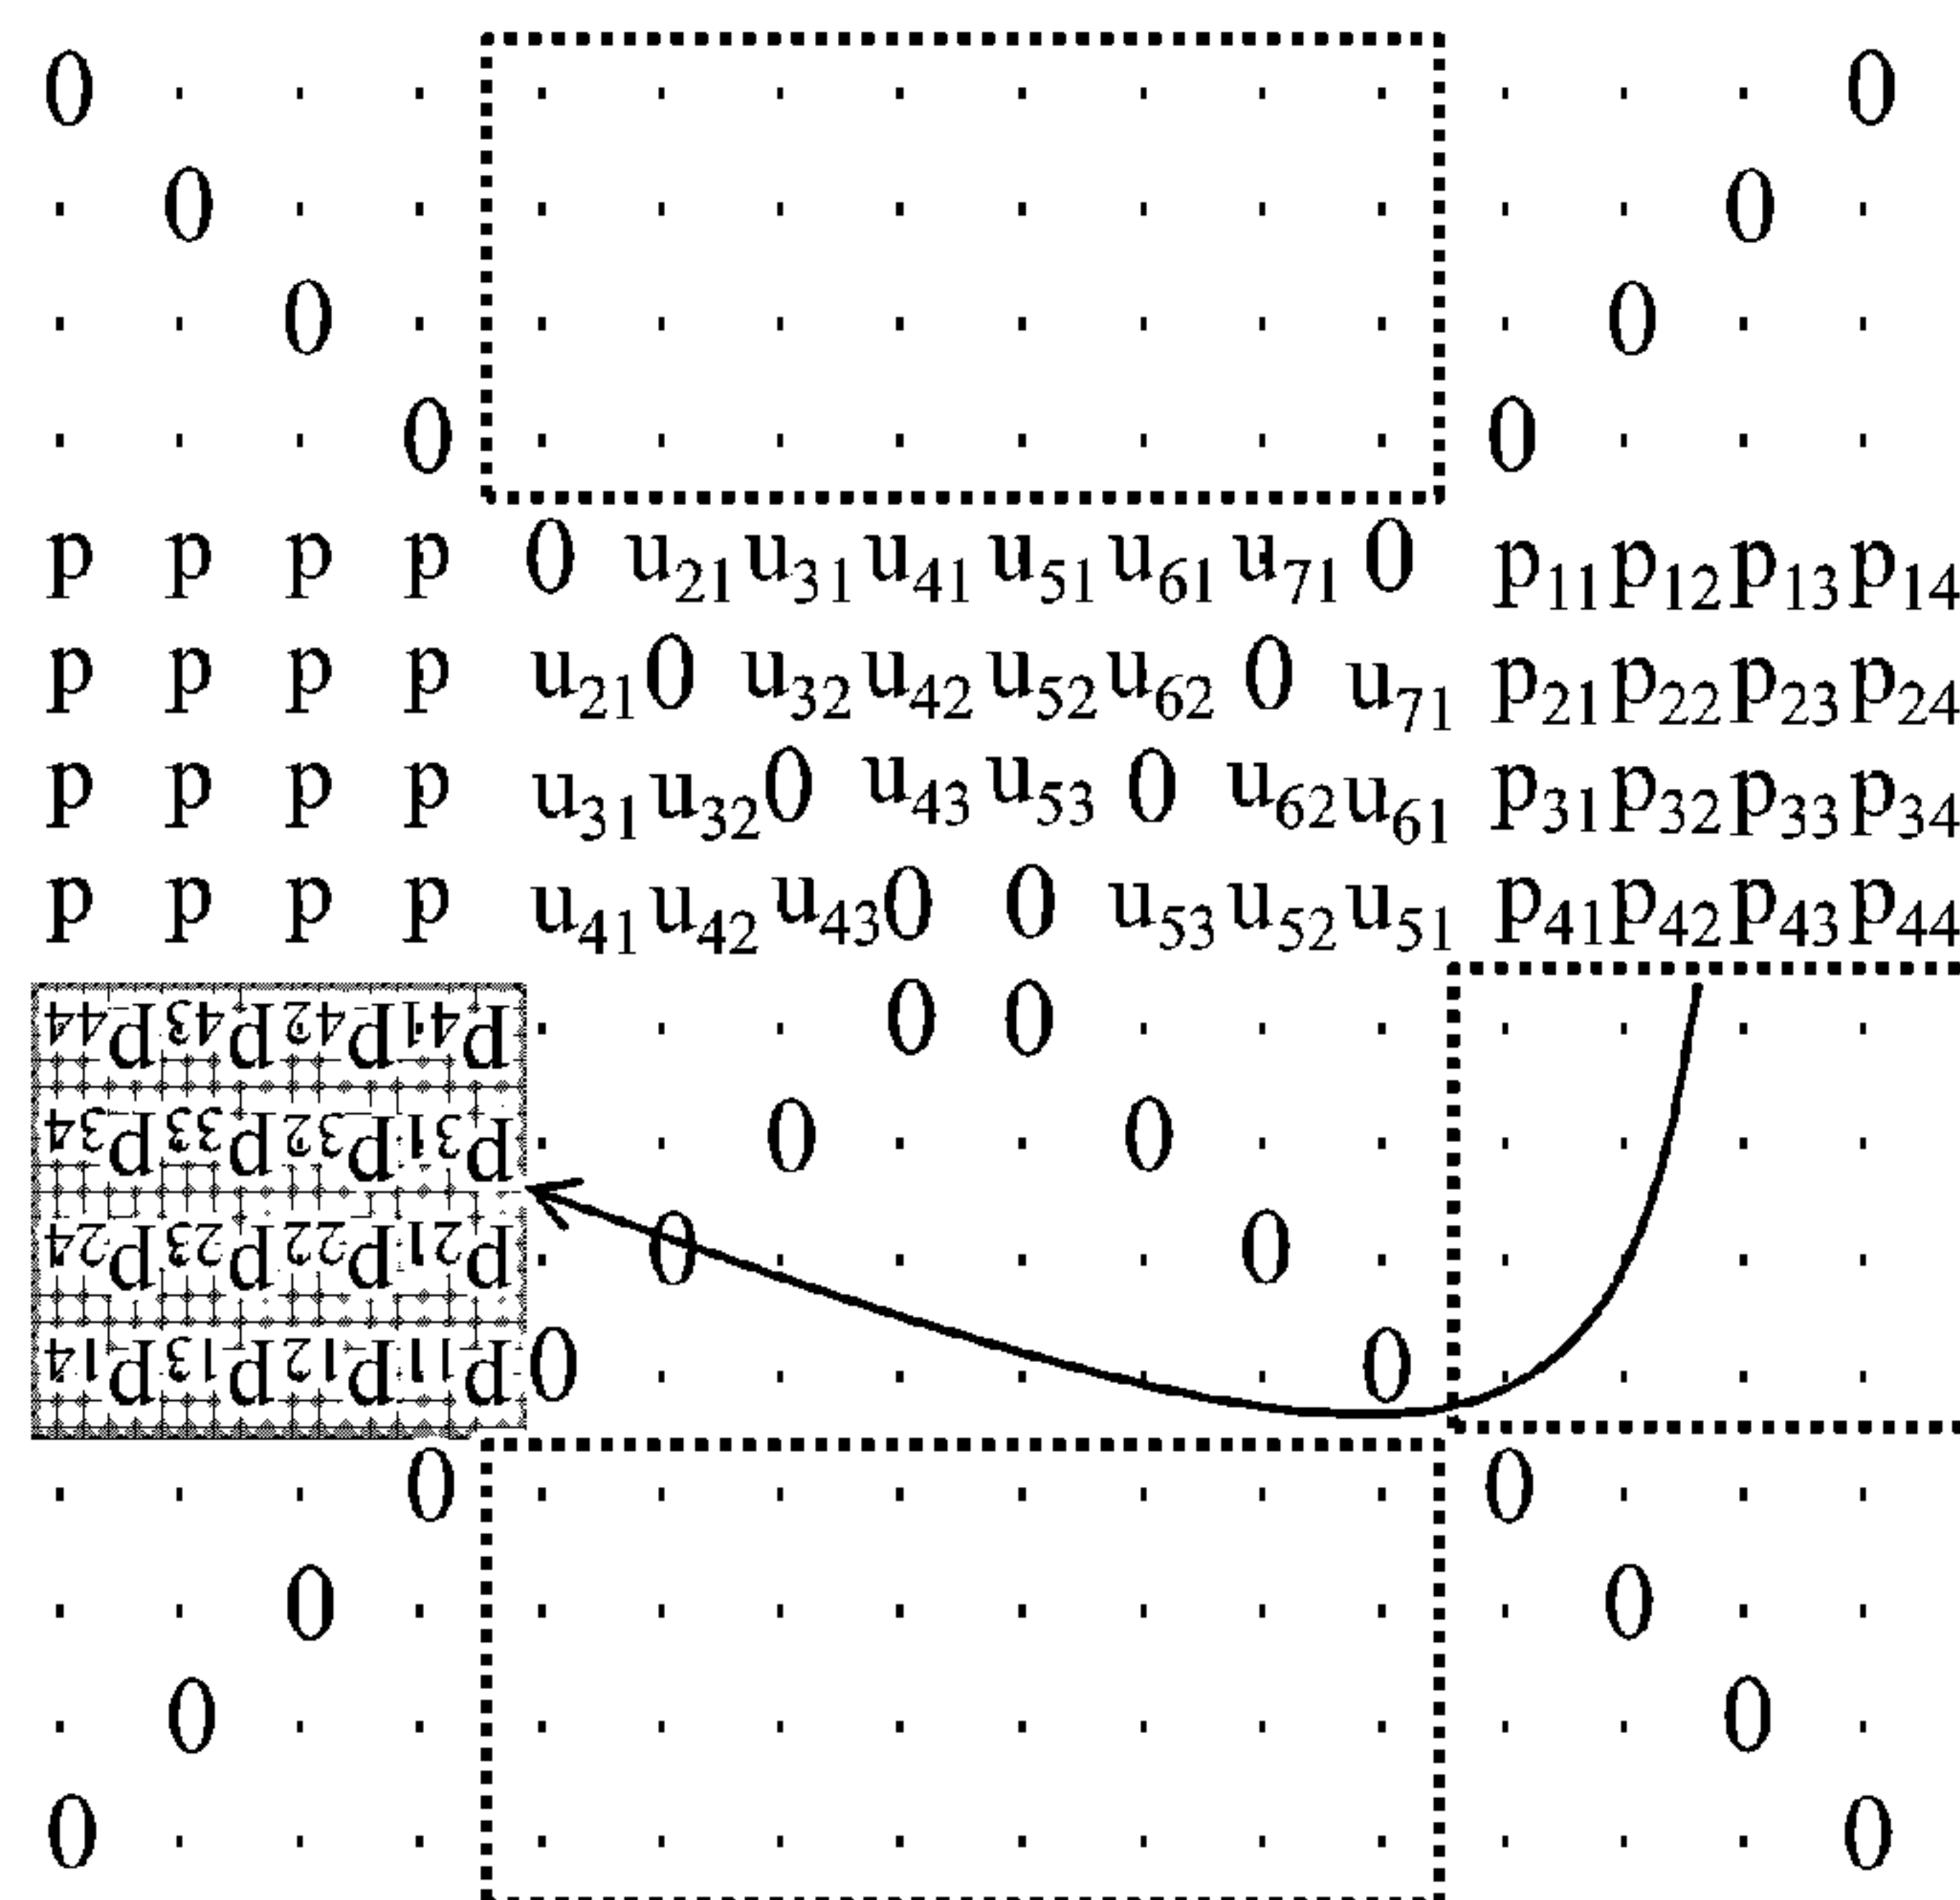 0 . . . . . . . . . . . . . . 0
. 0 . . . . . . . . . . . . 0 .
. . 0 . . . . . . . . . . 0 . .
. . . 0 . . . . . . . . 0 . . .
p p p p 0 u₂₁ u₃₁ u₄₁ u₅₁ u₆₁ u₇₁ 0 p₁₁ p₁₂ p₁₃ p₁₄
p p p p u₂₁ 0 u₃₂ u₄₂ u₅₂ u₆₂ 0 u₇₁ p₂₁ p₂₂ p₂₃ p₂₄
p p p p u₃₁ u₃₂ 0 u₄₃ u₅₃ 0 u₆₂ u₆₁ p₃₁ p₃₂ p₃₃ p₃₄
p p p p u₄₁ u₄₂ u₄₃ 0 0 u₅₃ u₅₂ u₅₁ p₄₁ p₄₂ p₄₃ p₄₄
p₄₄ p₄₃ p₄₂ p₄₁ . . . 0 0 . . . . . . .
p₃₄ p₃₃ p₃₂ p₃₁ . . 0 . . 0 . . . . . .
p₂₄ p₂₃ p₂₂ p₂₁ . 0 . . . . 0 . . . . .
p₁₄ p₁₃ p₁₂ p₁₁ 0 . . . . . . 0 . . . .
. . . 0 . . . . . . . . 0 . . .
. . 0 . . . . . . . . . . 0 . .
. 0 . . . . . . . . . . . . 0 .
0 . . . . . . . . . . . . . . 0